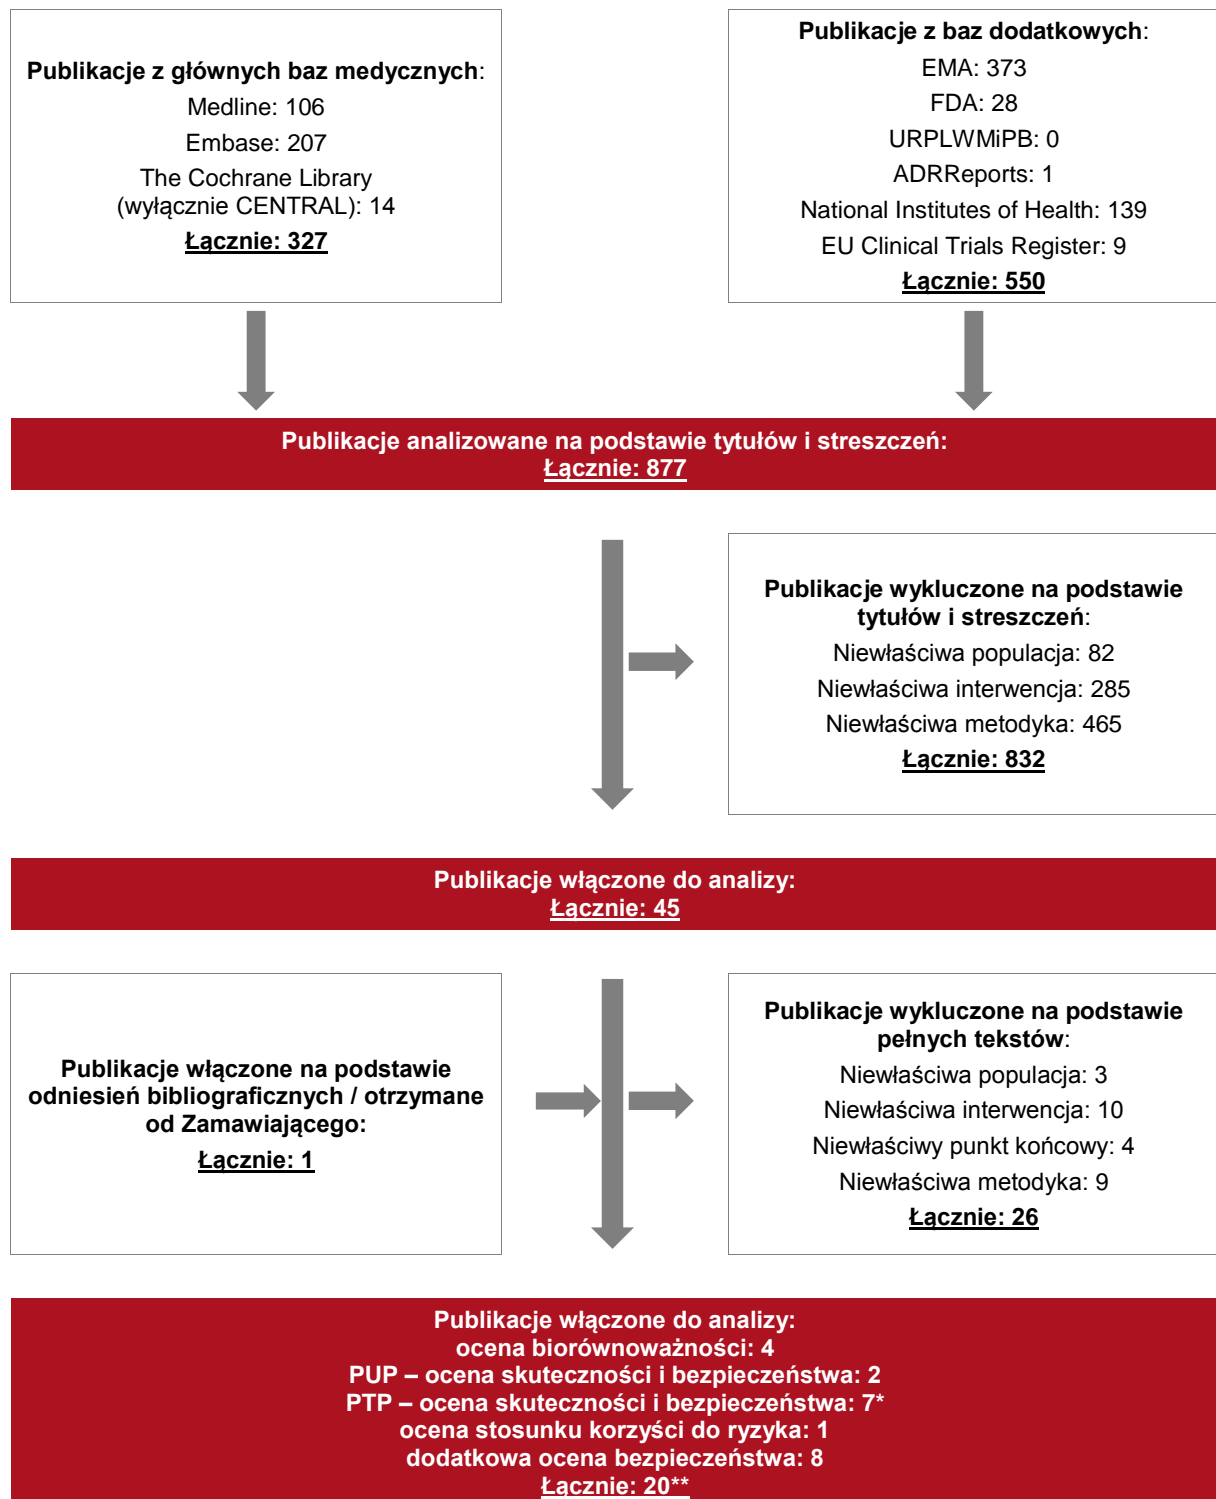 Publikacje z głównych baz medycznych:
Medline: 106
Embase: 207
The Cochrane Library
(wyłącznie CENTRAL): 14
Łącznie: 327
Publikacje z baz dodatkowych:
EMA: 373
FDA: 28
URPLWMiPB: 0
ADRReports: 1
National Institutes of Health: 139
EU Clinical Trials Register: 9
Łącznie: 550
Publikacje analizowane na podstawie tytułów i streszczeń:
Łącznie: 877
Publikacje wykluczone na podstawie
tytułów i streszczeń:
Niewłaściwa populacja: 82
Niewłaściwa interwencja: 285
Niewłaściwa metodyka: 465
Łącznie: 832
Publikacje włączone do analizy:
Łącznie: 45
Publikacje włączone na podstawie
odniesień bibliograficznych / otrzymane
od Zamawiającego:
Łącznie: 1
Publikacje wykluczone na podstawie
pełnych tekstów:
Niewłaściwa populacja: 3
Niewłaściwa interwencja: 10
Niewłaściwy punkt końcowy: 4
Niewłaściwa metodyka: 9
Łącznie: 26
Publikacje włączone do analizy:
ocena biorównoważności: 4
PUP – ocena skuteczności i bezpieczeństwa: 2
PTP – ocena skuteczności i bezpieczeństwa: 7*
ocena stosunku korzyści do ryzyka: 1
dodatkowa ocena bezpieczeństwa: 8
Łącznie: 20**